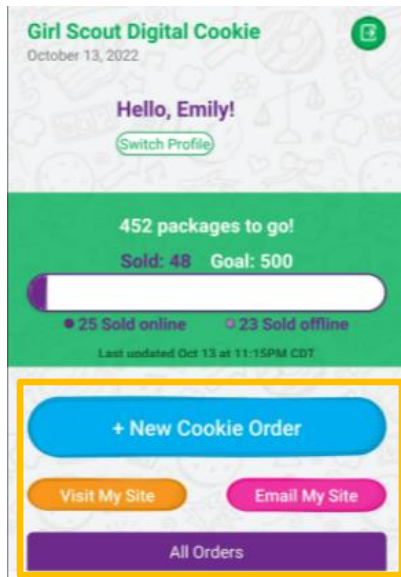 Girl Scout Digital Cookie
October 13, 2022
Hello, Emily!
Switch Profile
452 packages to go!
Sold: 48 Goal: 500
25 Sold online 23 Sold offline
Last updated Oct 13 at 11:15PM CDT
+ New Cookie Order
Visit My Site Email My Site
All Orders